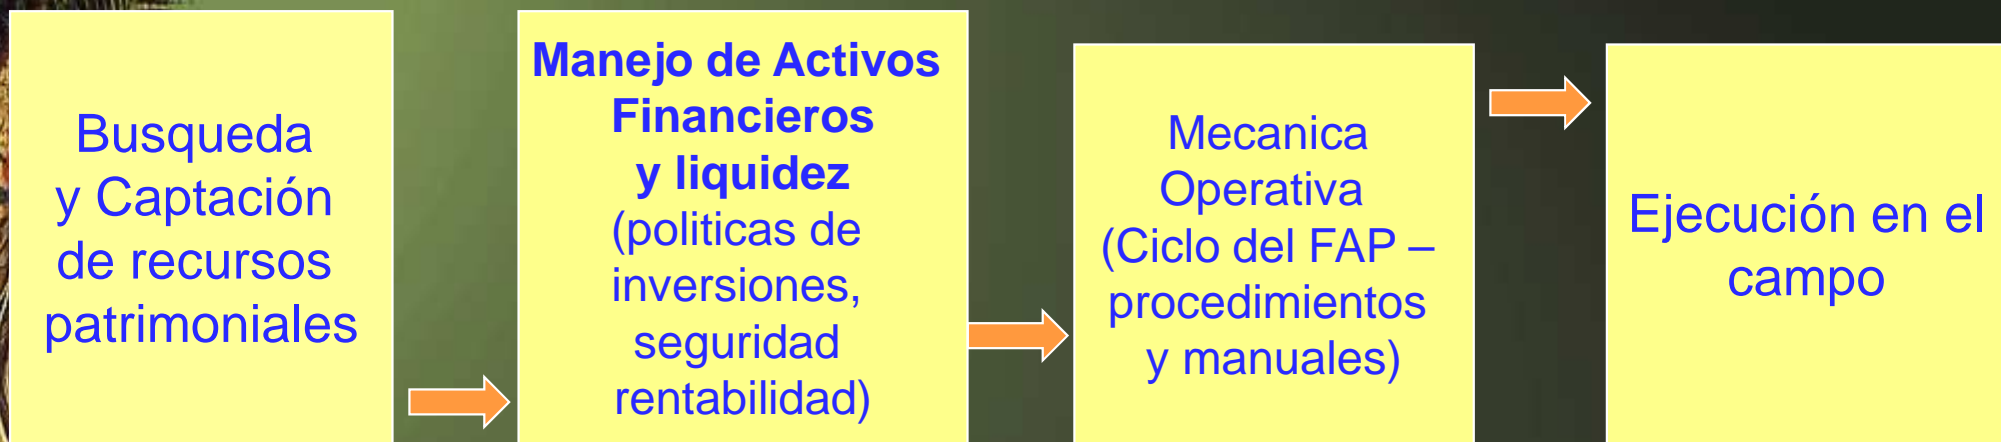 Busqueda
y Captación
de recursos
patrimoniales
Manejo de Activos
Financieros
y liquidez
(politicas de
inversiones,
seguridad
rentabilidad)
Mecanica
Operativa
(Ciclo del FAP –
procedimientos
y manuales)
Ejecución en el
campo